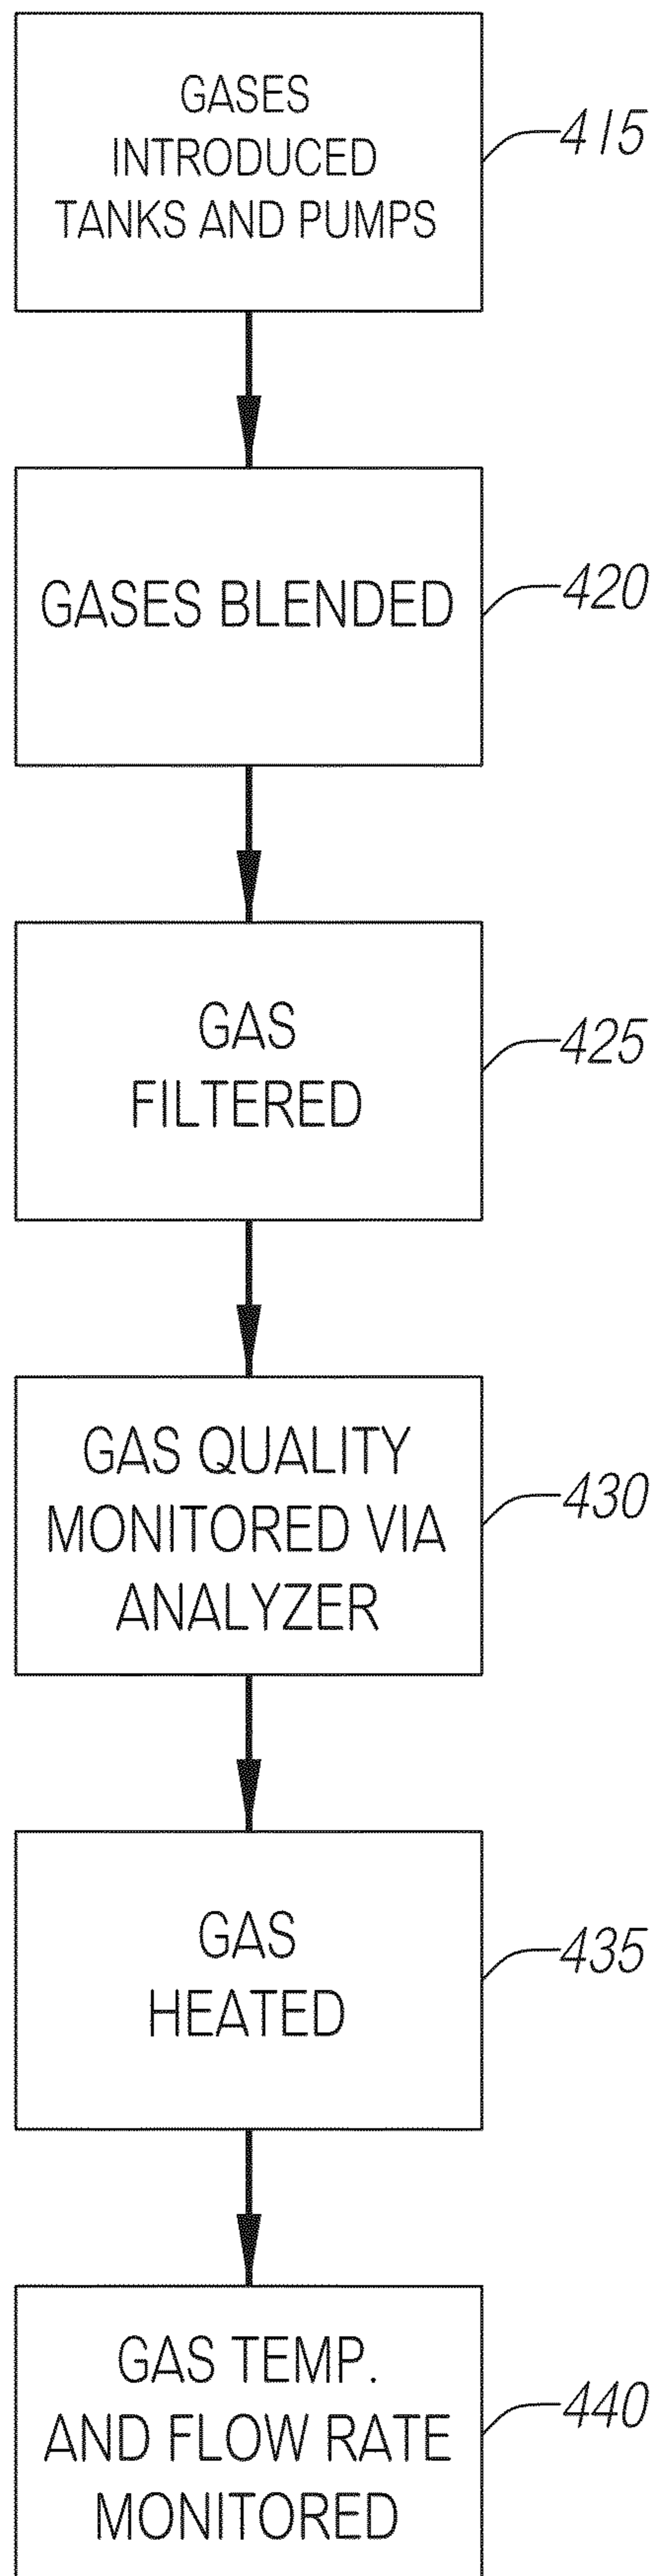 GASES
INTRODUCED
TANKS AND PUMPS
415
GASES BLENDED
420
GAS
FILTERED
425
GAS QUALITY
MONITORED VIA
ANALYZER
430
GAS
HEATED
435
GAS TEMP.
AND FLOW RATE
MONITORED
440